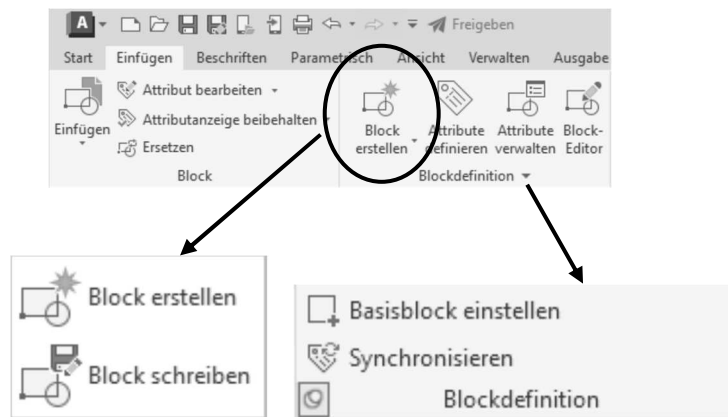 A Freigeben
Start Einfügen Beschriften Parametrisch Ansicht Verwalten Ausgabe
Einfügen
Attribut bearbeiten
Attributanzeige beibehalten
Ersetzen
Block
erstellen
Attribute
definieren
Attribute
verwalten
Block-
Editor
Block Blockdefinition
Block erstellen
Block schreiben
Basisblock einstellen
Synchronisieren
Blockdefinition